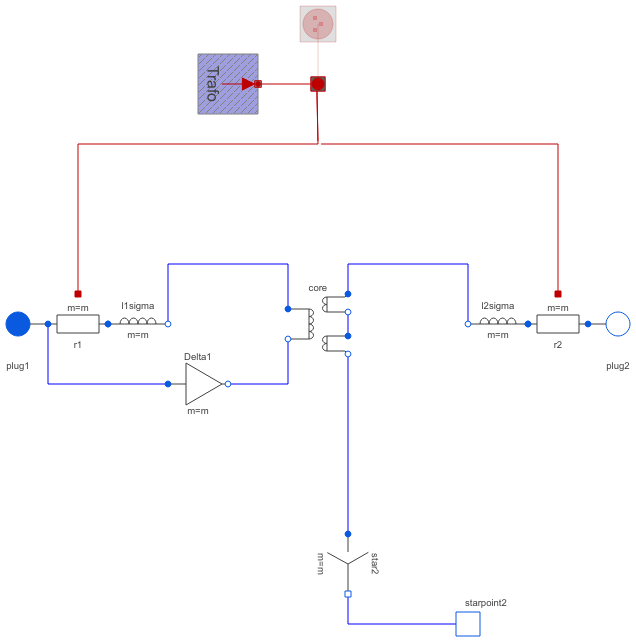 Trafo
core
m=m
l1sigma
l2sigma
m=m
r1
m=m
m=m
r2
plug1
Delta1
plug2
m=m
m=m
star2
starpoint2